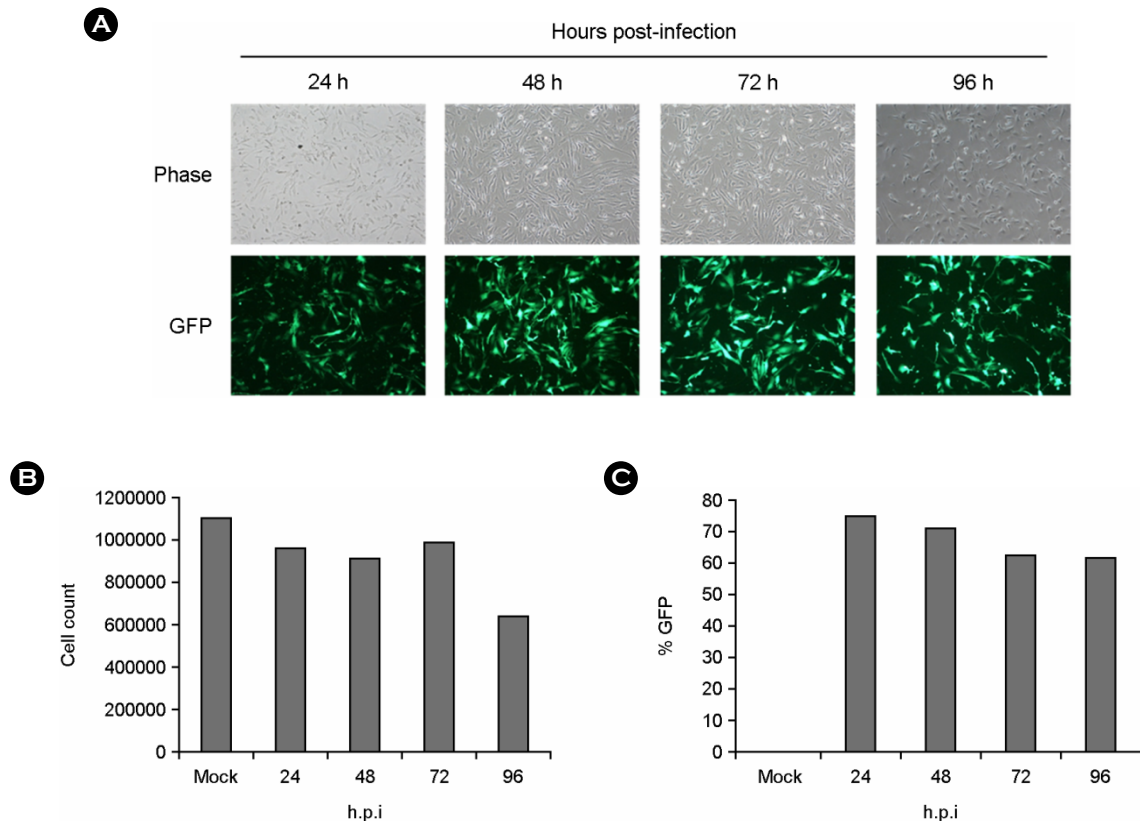 A
Hours post-infection
24 h 48 h 72 h 96 h
Phase
GFP
B
1200000
1000000
800000
600000
400000
200000
0
Cell count
Mock 24 48 72 96
h.p.i
C
80
70
60
50
40
30
20
10
0
% GFP
Mock 24 48 72 96
h.p.i